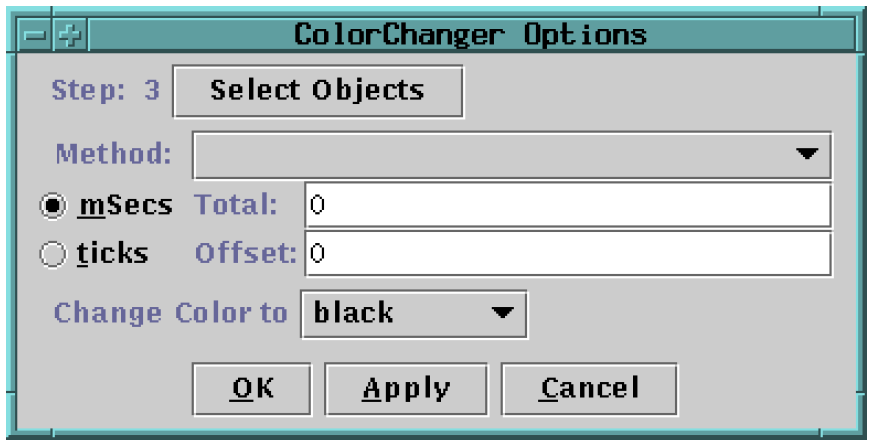 ColorChanger Options
Step: 3 Select Objects
Method:
mSecs Total: 0
ticks Offset: 0
Change Color to black
OK Apply Cancel